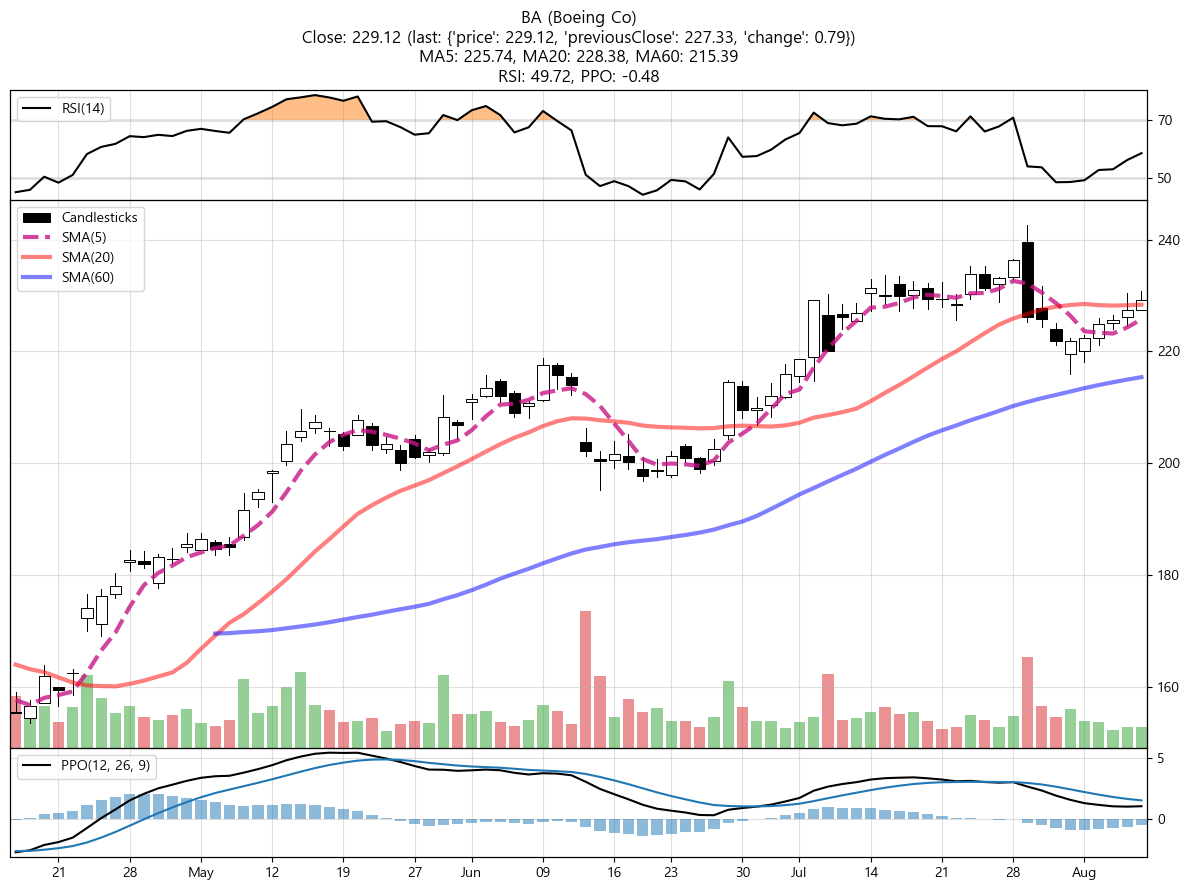 BA (Boeing Co)
Close: 229.12 (last: {'price': 229.12, 'previousClose': 227.33, 'change': 0.79})
MA5: 225.74, MA20: 228.38, MA60: 215.39
RSI: 49.72, PPO: -0.48
RSI(14)
70
50
Candlesticks
SMA(5)
SMA(20)
SMA(60)
240
220
200
180
160
PPO(12, 26, 9)
5
0
21 28 May 12 19 27 Jun 09 16 23 30 Jul 14 21 28 Aug